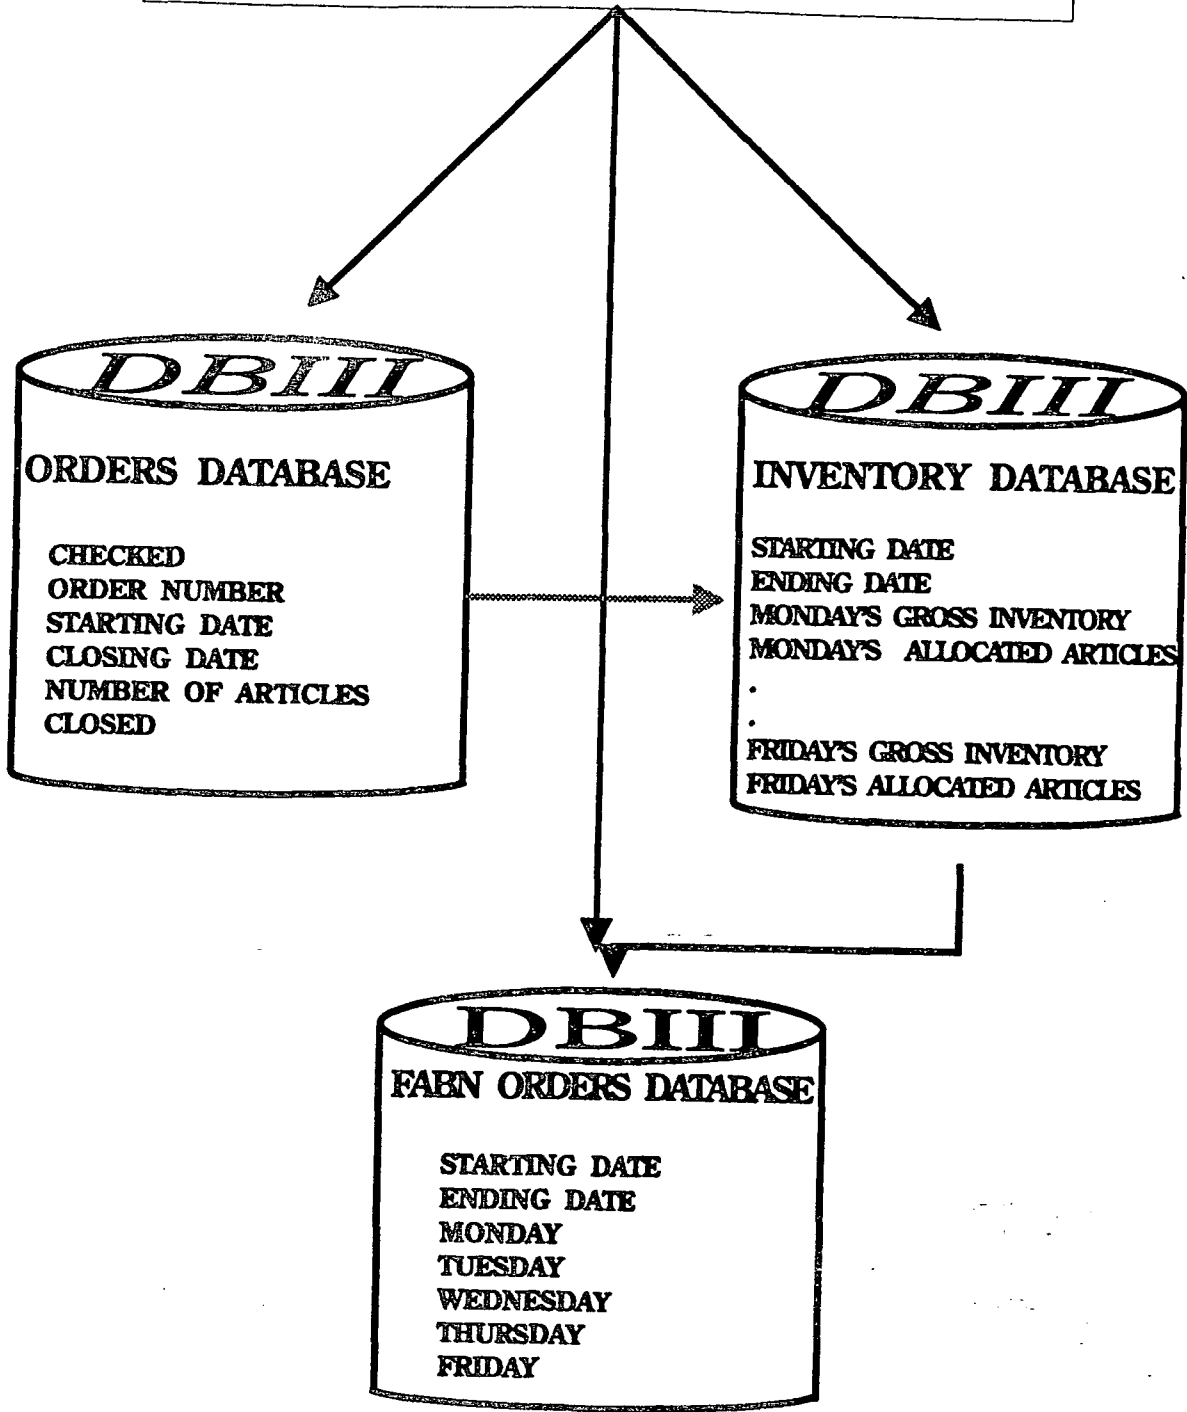 DBIII
ORDERS DATABASE
CHECKED
ORDER NUMBER
STARTING DATE
CLOSING DATE
NUMBER OF ARTICLES
CLOSED
DBIII
INVENTORY DATABASE
STARTING DATE
ENDING DATE
MONDAY'S GROSS INVENTORY
MONDAY'S ALLOCATED ARTICLES
.
.
FRIDAY'S GROSS INVENTORY
FRIDAY'S ALLOCATED ARTICLES
DBIII
FABN ORDERS DATABASE
STARTING DATE
ENDING DATE
MONDAY
TUESDAY
WEDNESDAY
THURSDAY
FRIDAY